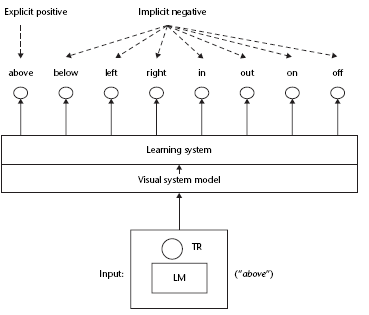 Explicit positive Implicit negative
above below left right in out on off
Learning system
Visual system model
TR
Input: LM ("above")